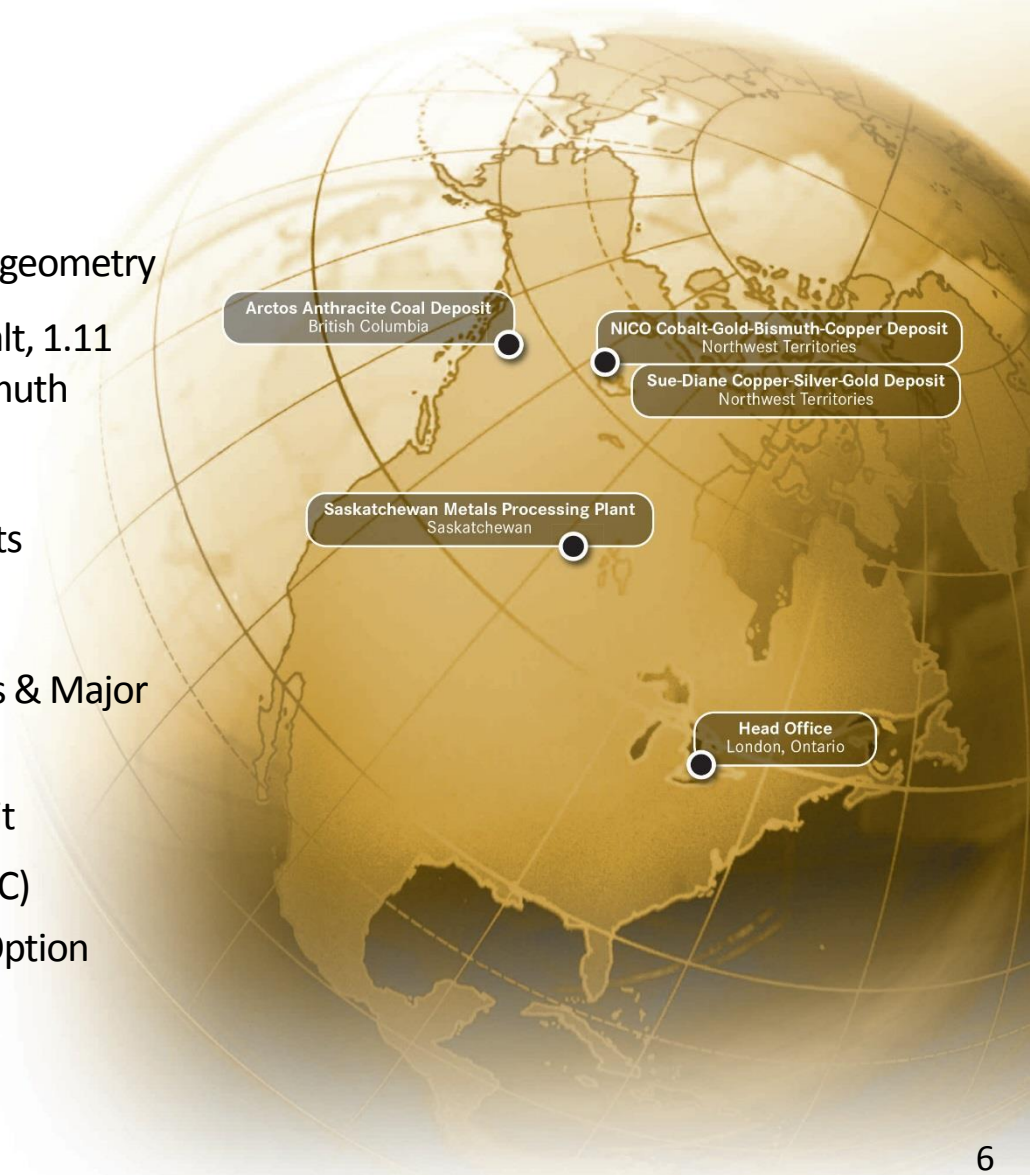 geometry
lt, 1.11
nuth
ts
s & Major
t
C)
Option
Arctos Anthracite Coal Deposit
British Columbia
NICO Cobalt-Gold-Bismuth-Copper Deposit
Northwest Territories
Sue-Diane Copper-Silver-Gold Deposit
Northwest Territories
Saskatchewan Metals Processing Plant
Saskatchewan
Head Office
London, Ontario
6